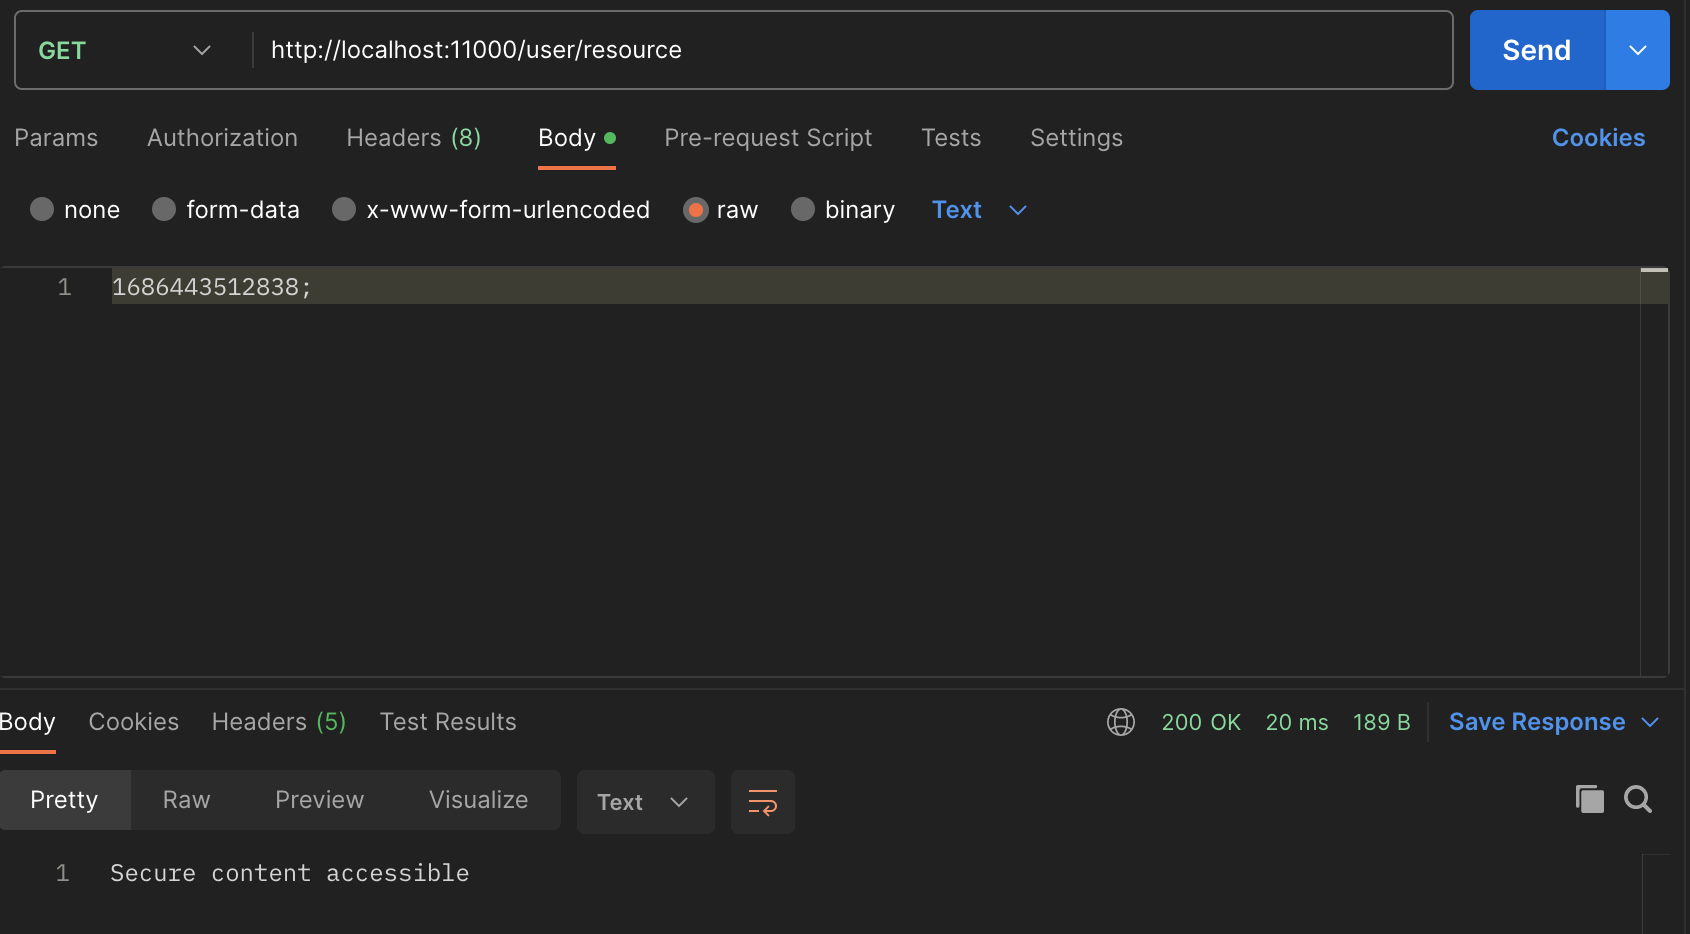 GET http://localhost:11000/user/resource Send
Params Authorization Headers (8) Body Pre-request Script Tests Settings Cookies
none form-data x-www-form-urlencoded raw binary Text
1 1686443512838;
Body Cookies Headers (5) Test Results 200 OK 20 ms 189 B Save Response
Pretty Raw Preview Visualize Text
1 Secure content accessible